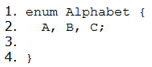 1. enum Alphabet {
2.   A, B, C;
3.
4. }